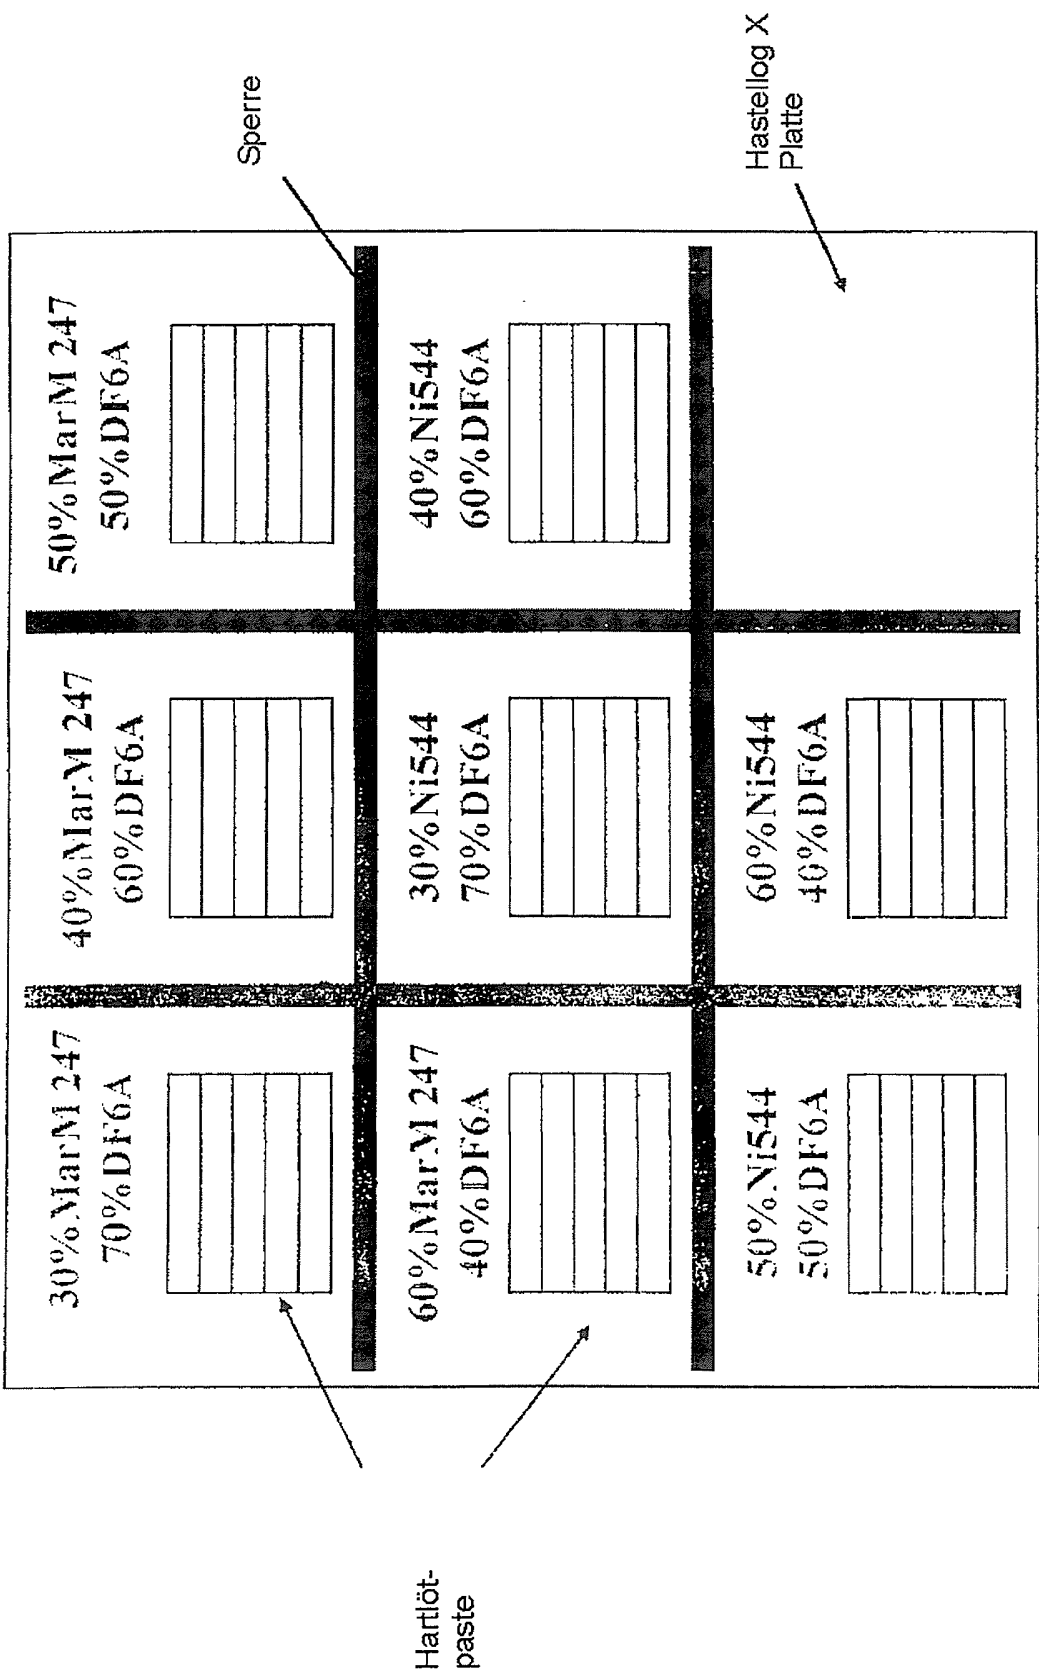 30%MarM 247
70%DF6A
40%MarM 247
60%DF6A
50%MarM 247
50%DF6A
Sperre
Hartlöt-
paste
60%MarM 247
40%DF6A
30%Ni544
70%DF6A
40%Ni544
60%DF6A
50%Ni544
50%DF6A
60%Ni544
40%DF6A
Hastellog X
Platte